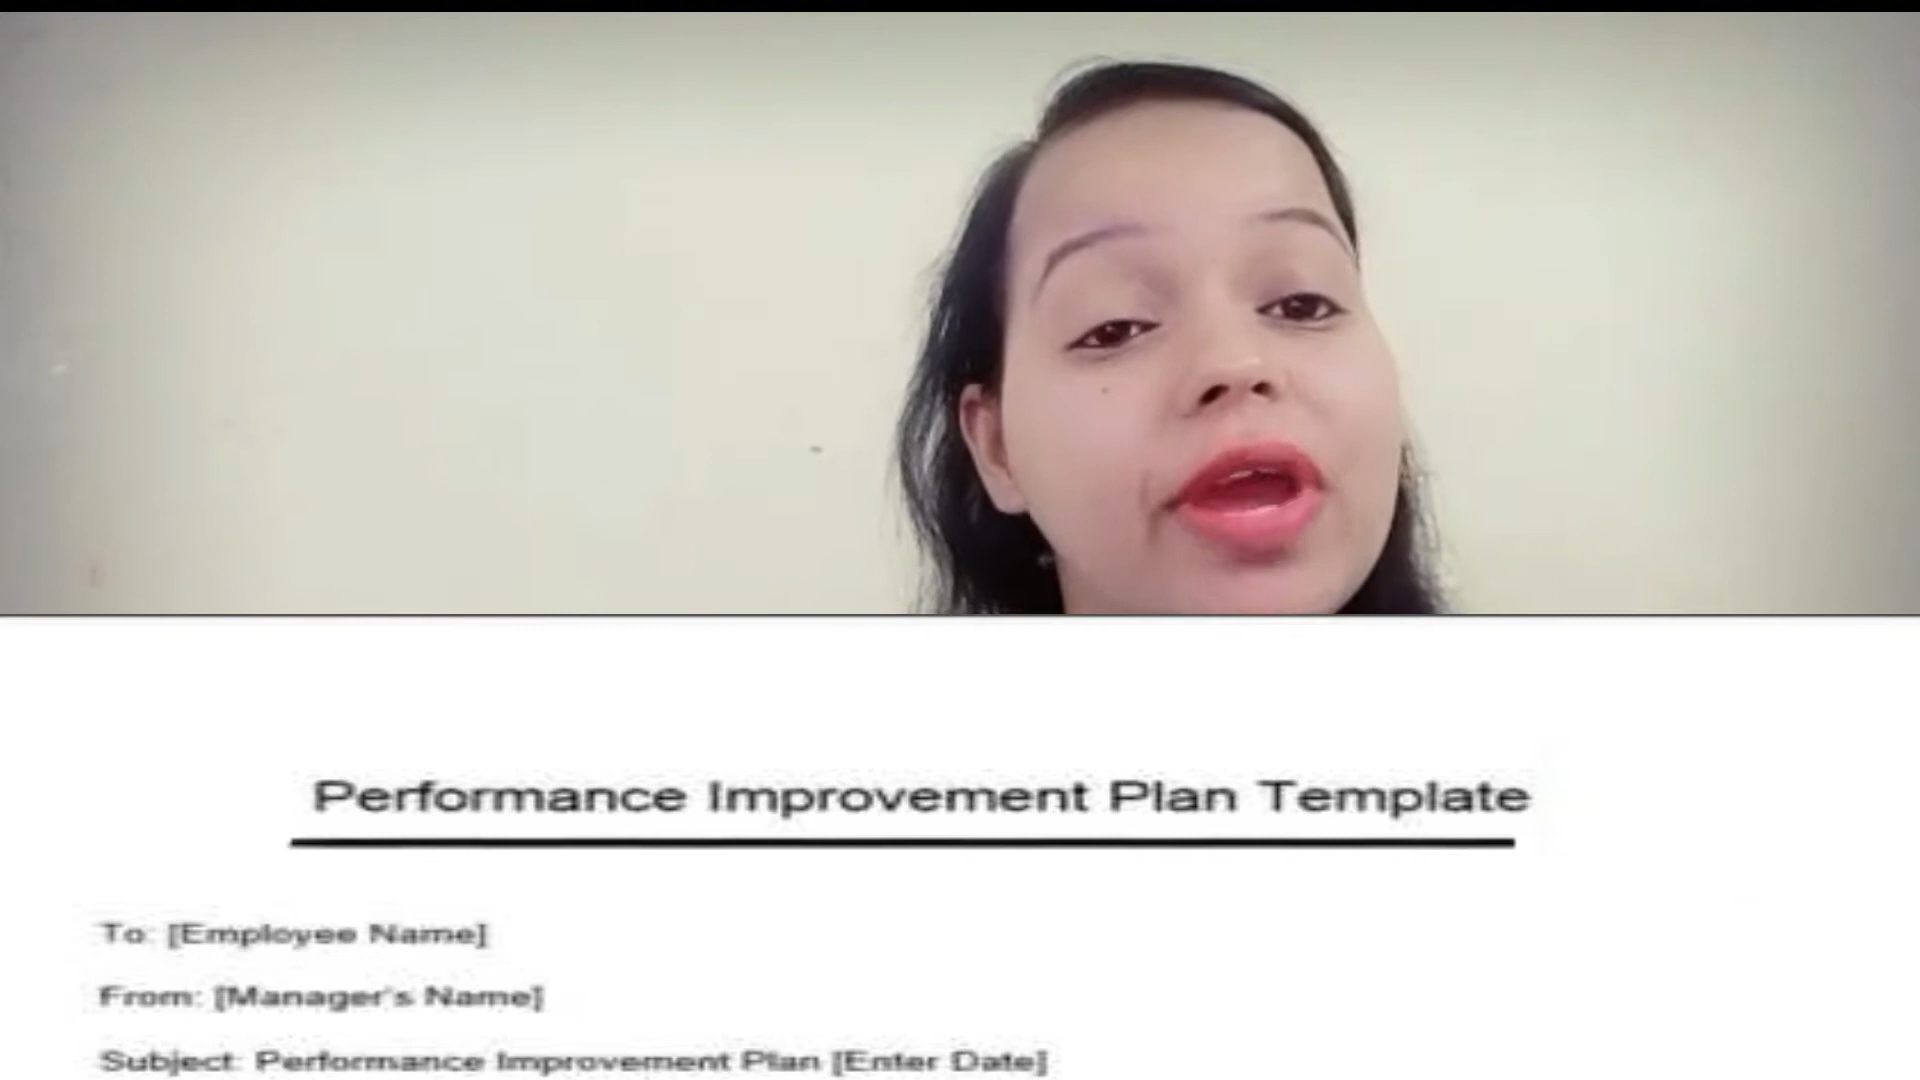 Performance Improvement Plan Template
To: [Employee Name]
From: [Manager's Name]
Subject: Performance Improvement Plan [Enter Date]